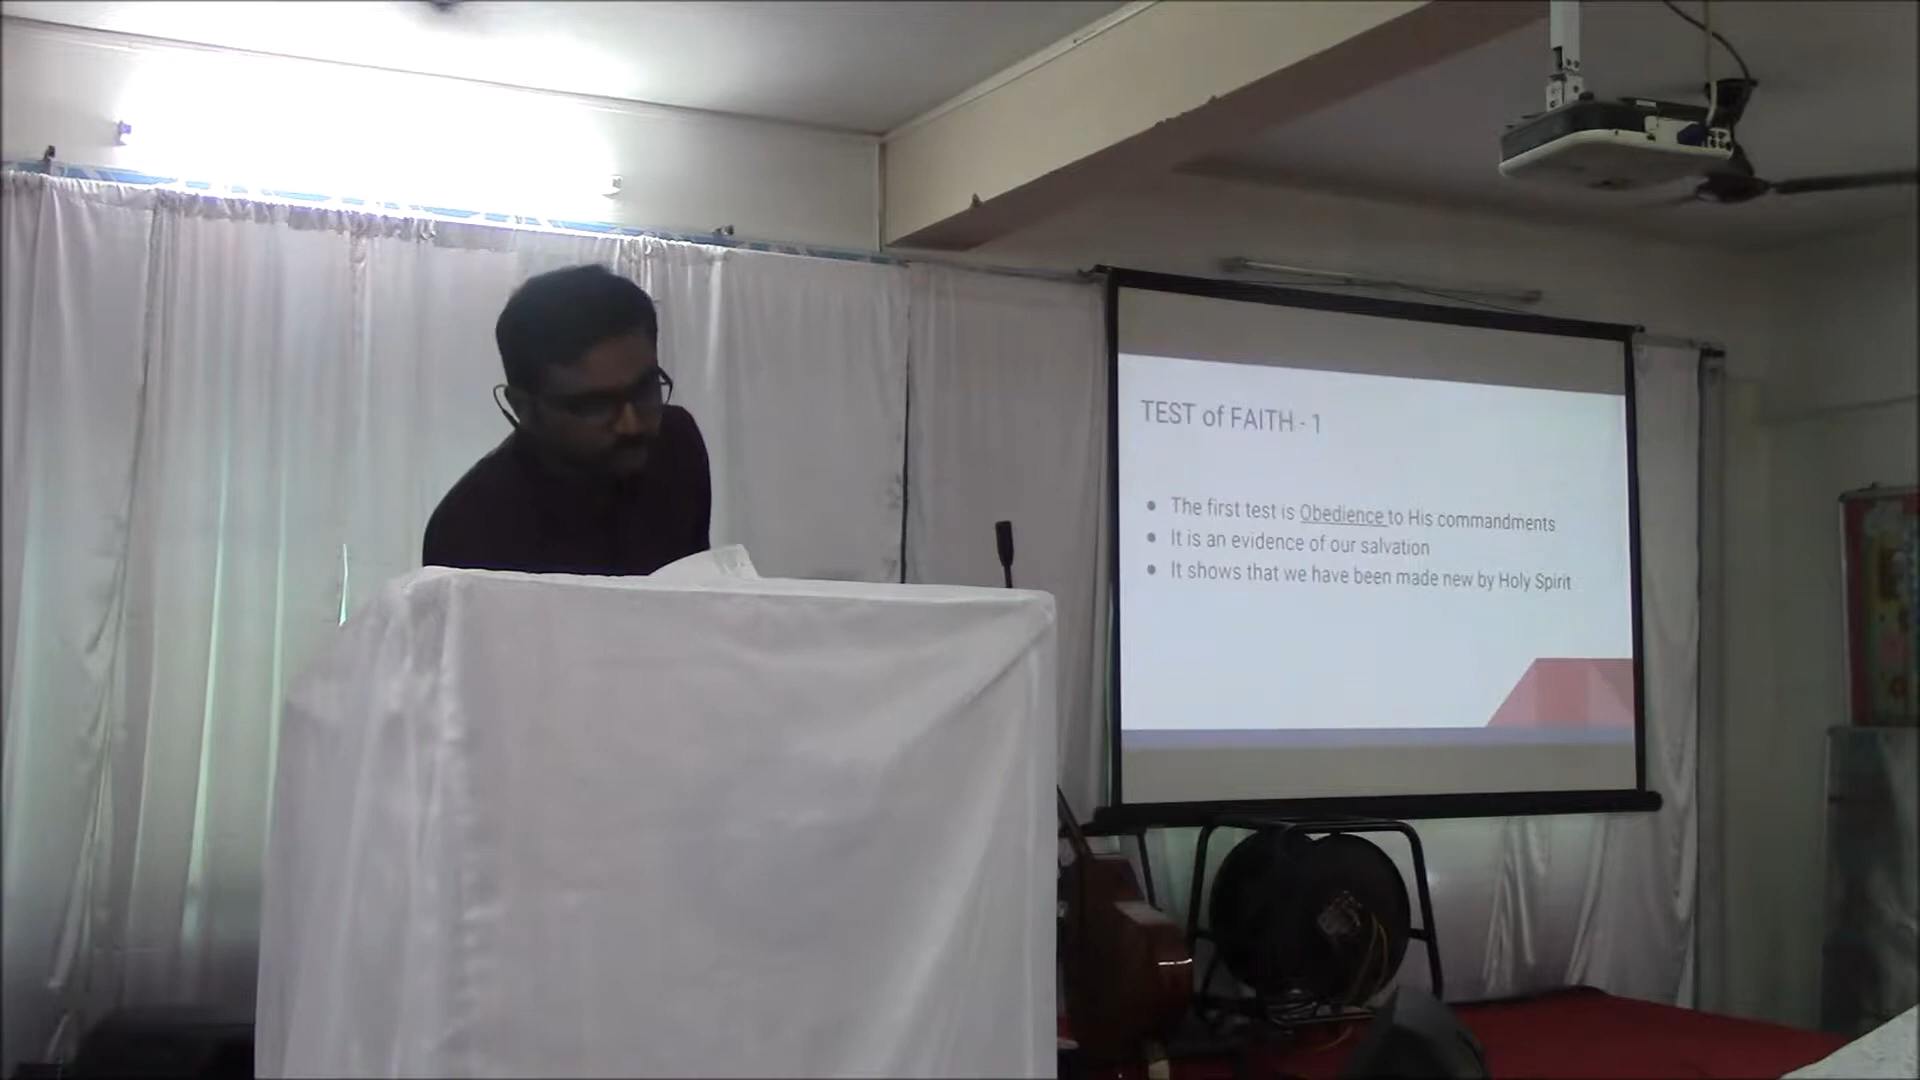 TEST of FAITH - 1
● The first test is Obedience to His commandments
● It is an evidence of our salvation
● It shows that we have been made new by Holy Spirit